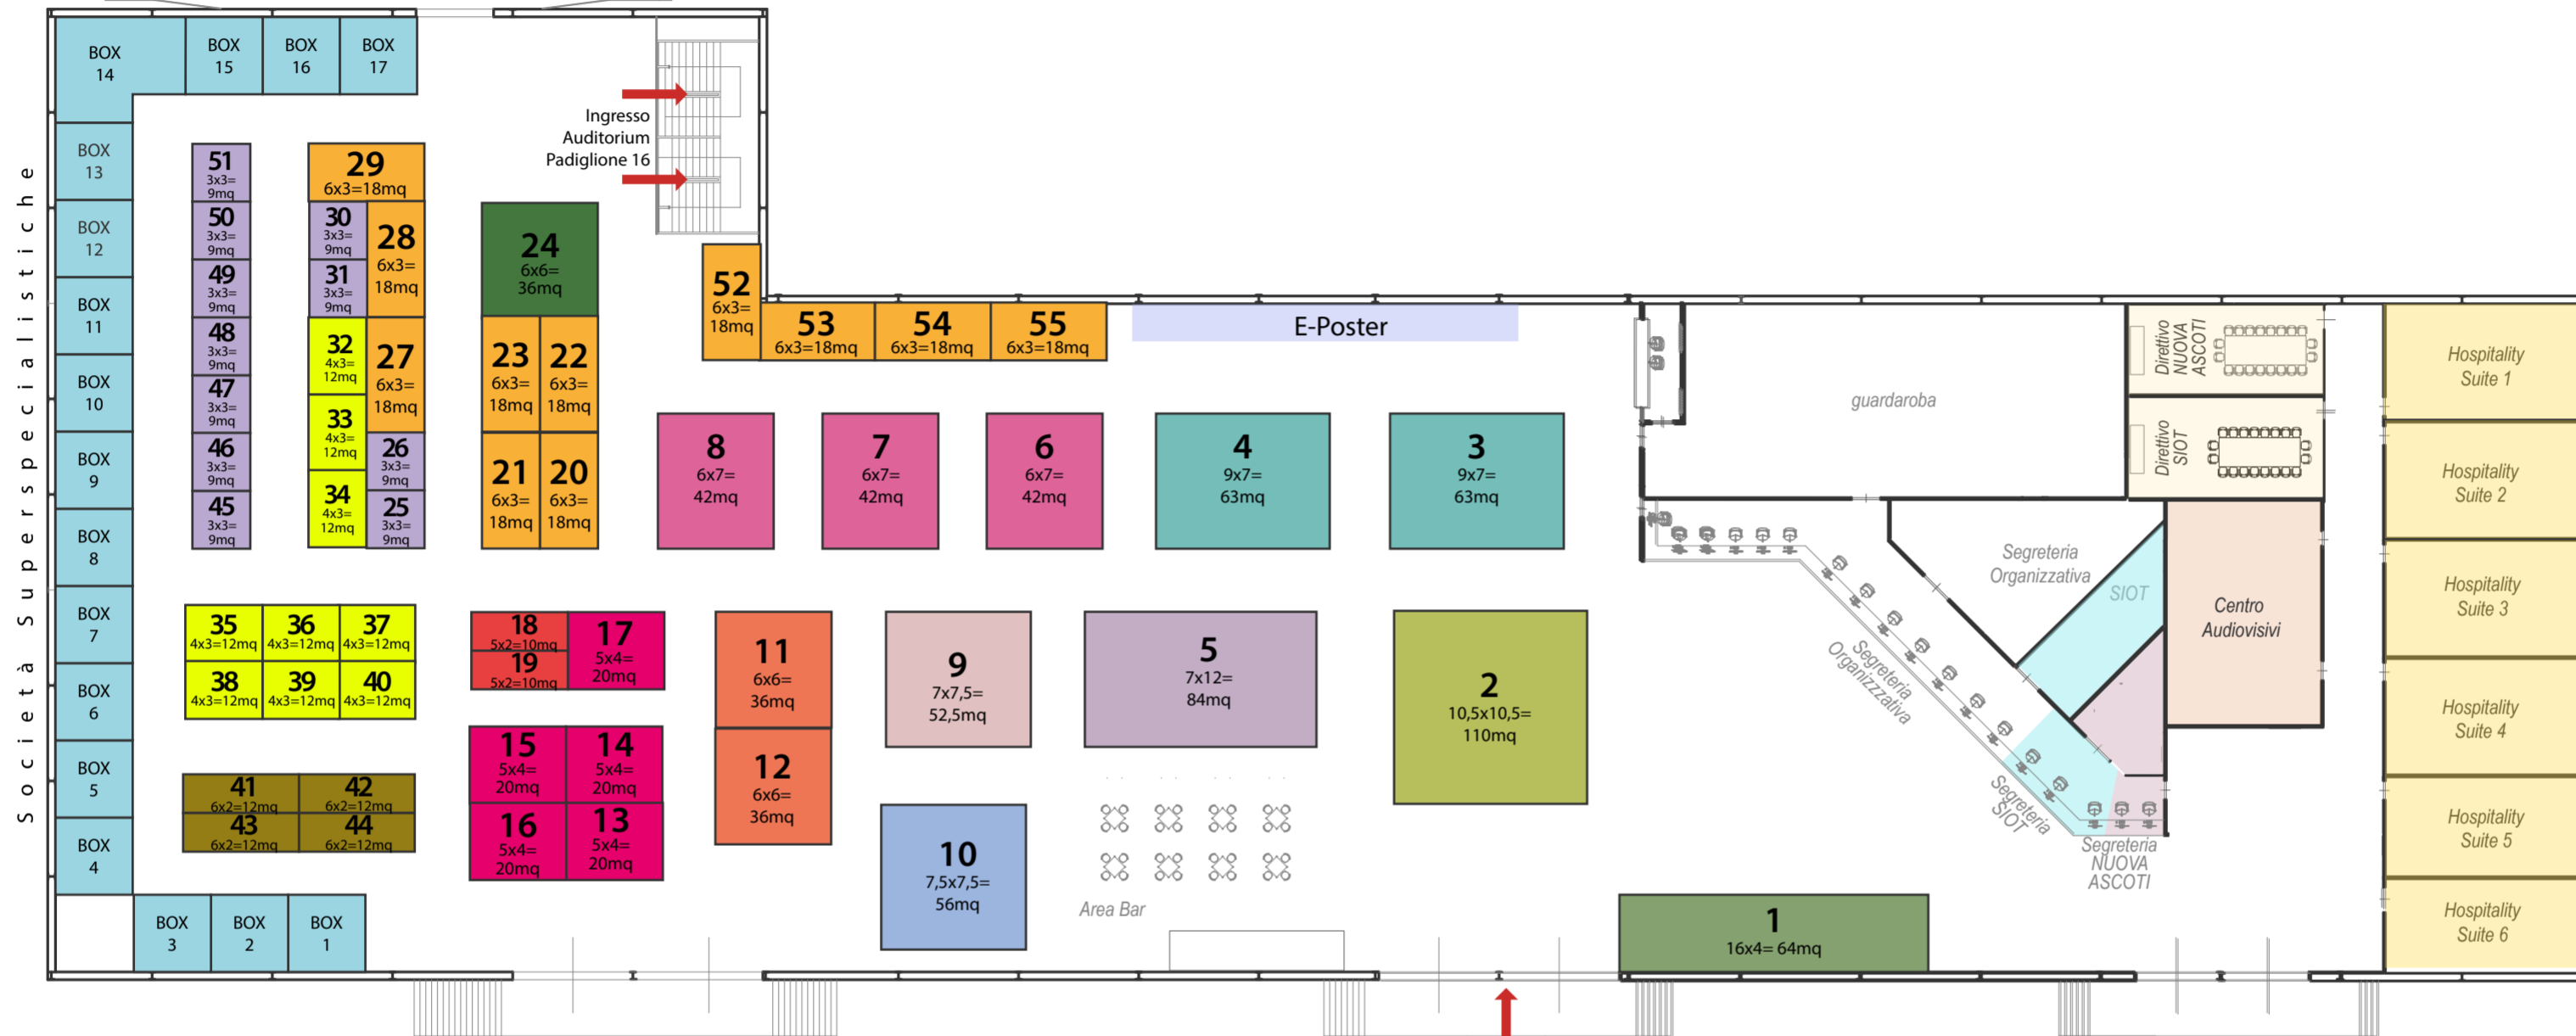 BOX
14
BOX
15
BOX
16
BOX
17
BOX
13
BOX
12
BOX
11
BOX
10
BOX
9
BOX
8
BOX
7
BOX
6
BOX
5
BOX
4
BOX
3
BOX
2
BOX
1
Società Superspecialistiche
Ingresso
Auditorium
Padiglione 16
51
3x3=
9mq
50
3x3=
9mq
49
3x3=
9mq
48
3x3=
9mq
47
3x3=
9mq
46
3x3=
9mq
45
3x3=
9mq
29
6x3=18mq
30
3x3=
9mq
31
3x3=
9mq
28
6x3=
18mq
32
4x3=
12mq
33
4x3=
12mq
34
4x3=
12mq
27
6x3=
18mq
26
3x3=
9mq
25
3x3=
9mq
24
6x6=
36mq
23
6x3=
18mq
22
6x3=
18mq
21
6x3=
18mq
20
6x3=
18mq
52
6x3=
18mq
53
6x3=18mq
54
6x3=18mq
55
6x3=18mq
E-Poster
8
6x7=
42mq
7
6x7=
42mq
6
6x7=
42mq
4
9x7=
63mq
3
9x7=
63mq
35
4x3=12mq
36
4x3=12mq
37
4x3=12mq
38
4x3=12mq
39
4x3=12mq
40
4x3=12mq
41
6x2=12mq
42
6x2=12mq
43
6x2=12mq
44
6x2=12mq
18
5x2=10mq
19
5x2=10mq
17
5x4=
20mq
15
5x4=
20mq
14
5x4=
20mq
16
5x4=
20mq
13
5x4=
20mq
11
6x6=
36mq
12
6x6=
36mq
9
7x7,5=
52,5mq
10
7,5x7,5=
56mq
5
7x12=
84mq
2
10,5x10,5=
110mq
Area Bar
1
16x4= 64mq
guardaroba
Direttivo
NUOVA
ASCOTI
Direttivo
SIOT
Segreteria
Organizzativa
SIOT
Centro
Audiovisivi
Segreteria
Organizzzativa
Segreteria
SIOT
Segreteria
NUOVA
ASCOTI
Hospitality
Suite 1
Hospitality
Suite 2
Hospitality
Suite 3
Hospitality
Suite 4
Hospitality
Suite 5
Hospitality
Suite 6